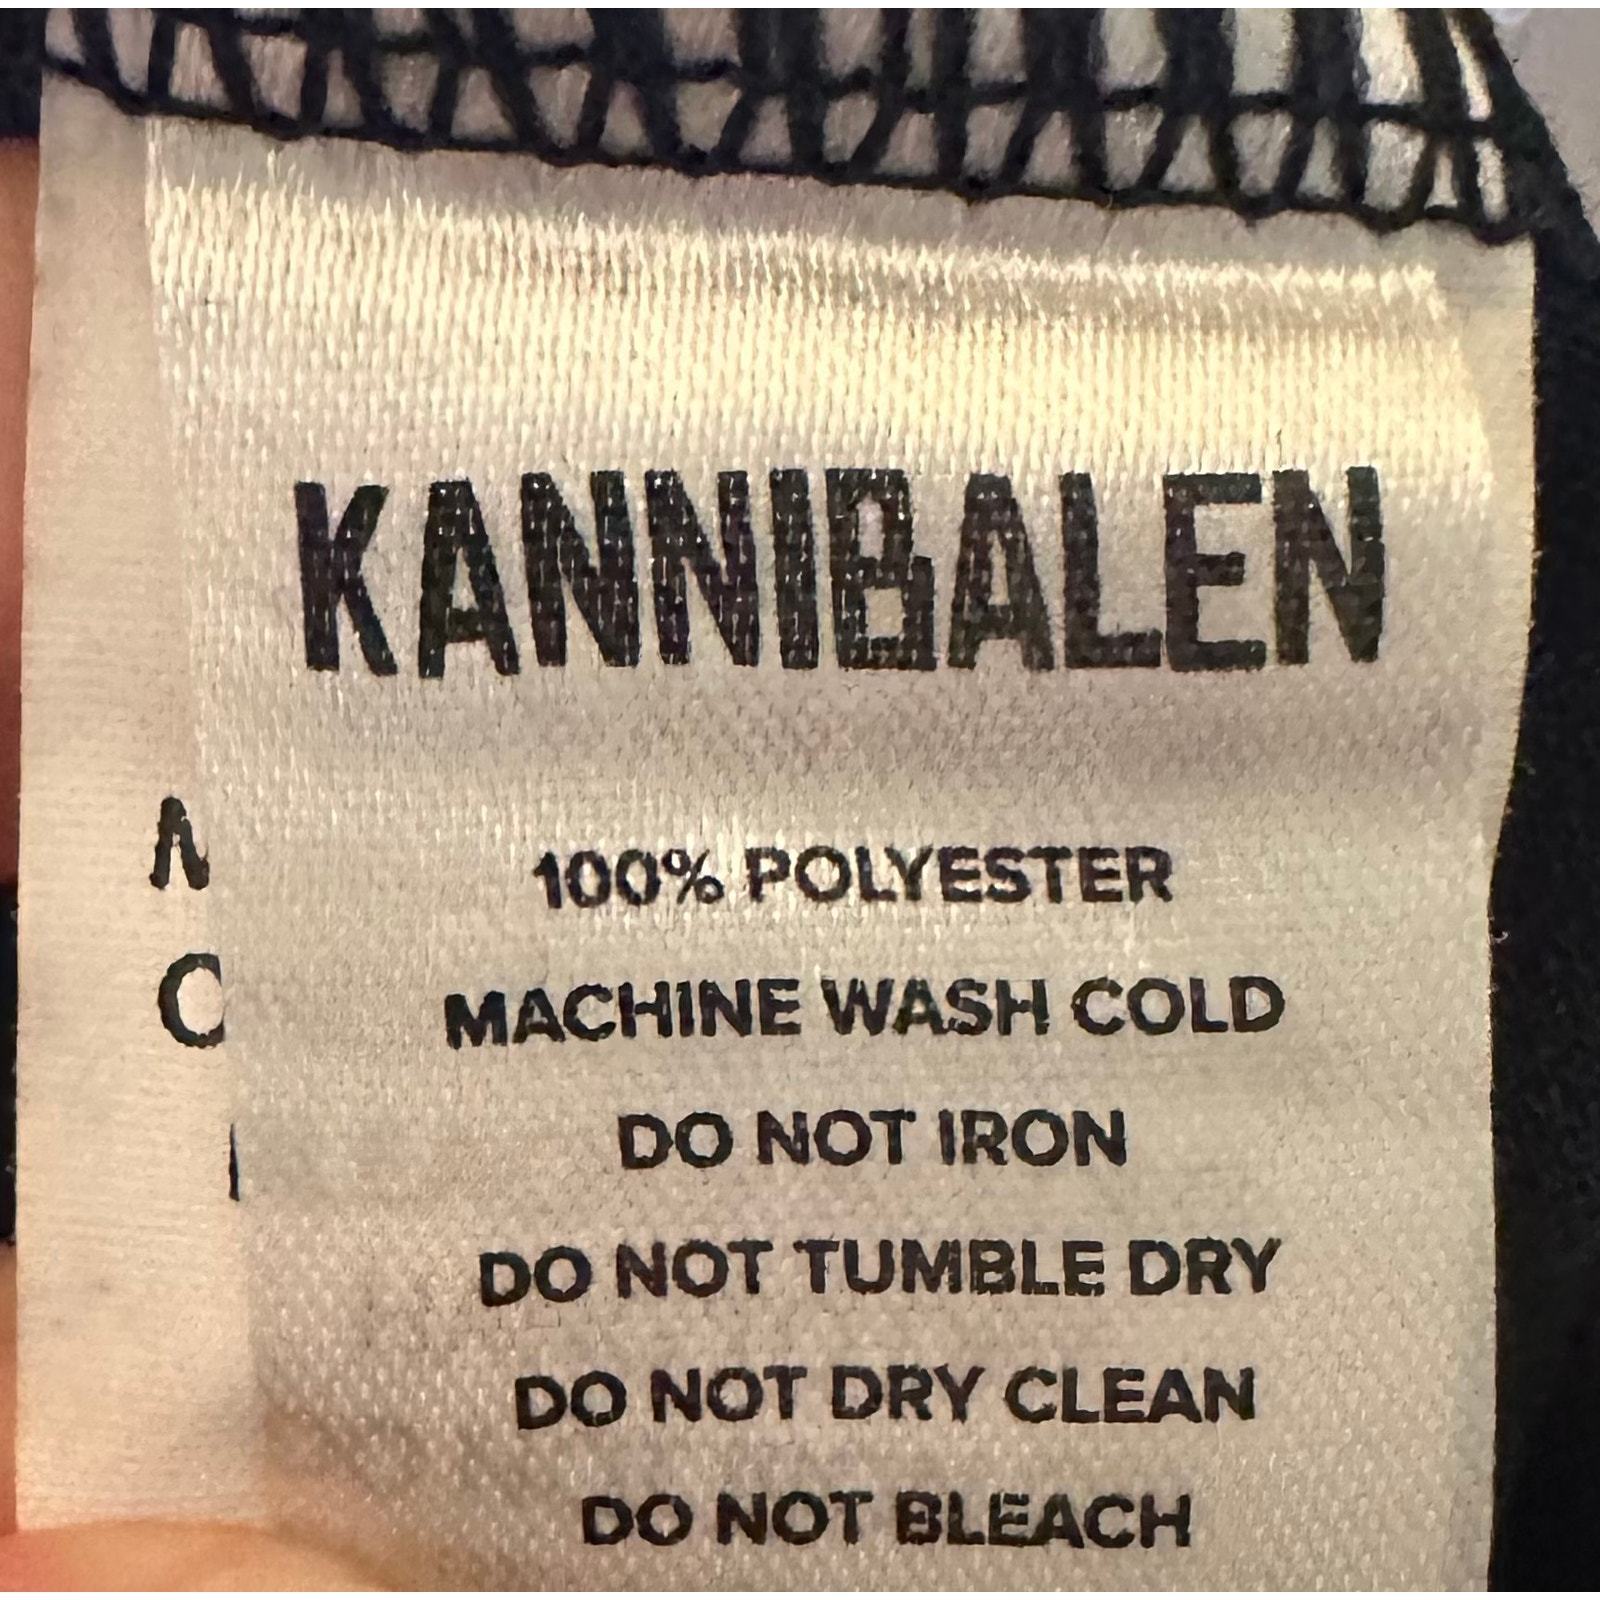 KANNIBALEN
100% POLYESTER
MACHINE WASH COLD
DO NOT IRON
DO NOT TUMBLE DRY
DO NOT DRY CLEAN
DO NOT BLEACH